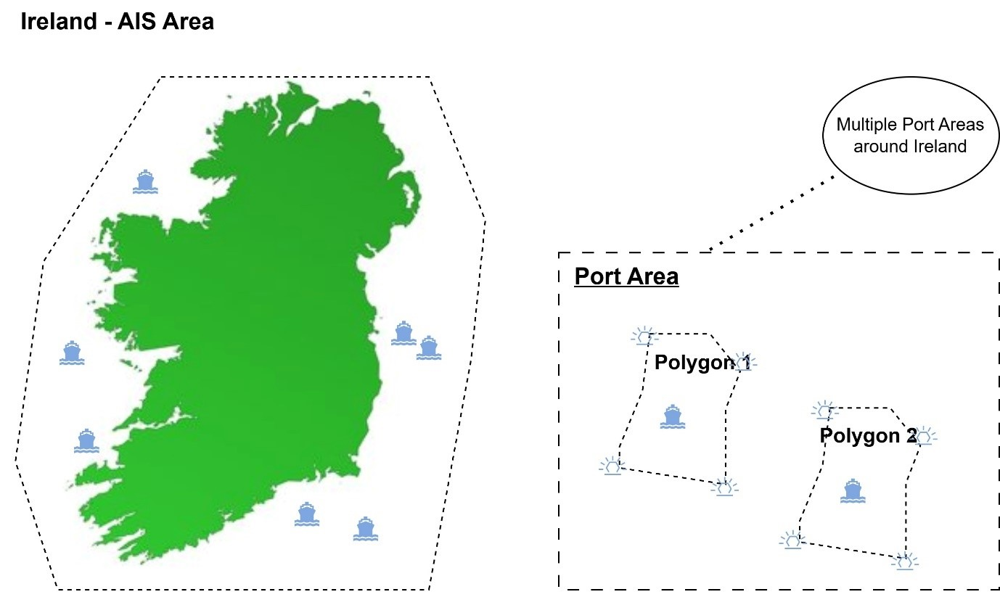 Ireland - AIS Area
Multiple Port Areas
around Ireland
Port Area
Polygon 1
Polygon 2